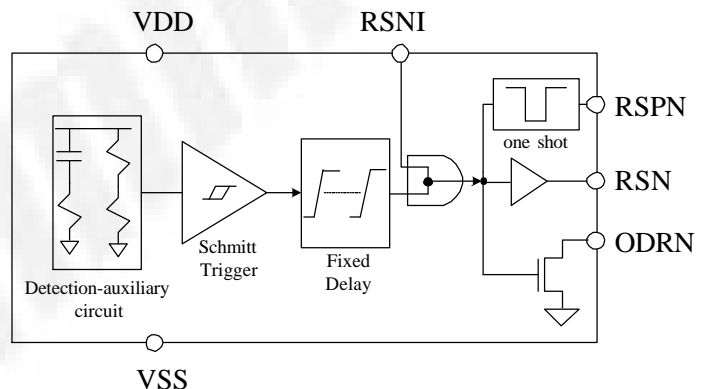 VDD
RSNI
RSPN
one shot
RSN
Schmitt
Trigger
Fixed
Delay
ODRN
Detection-auxiliary
circuit
VSS